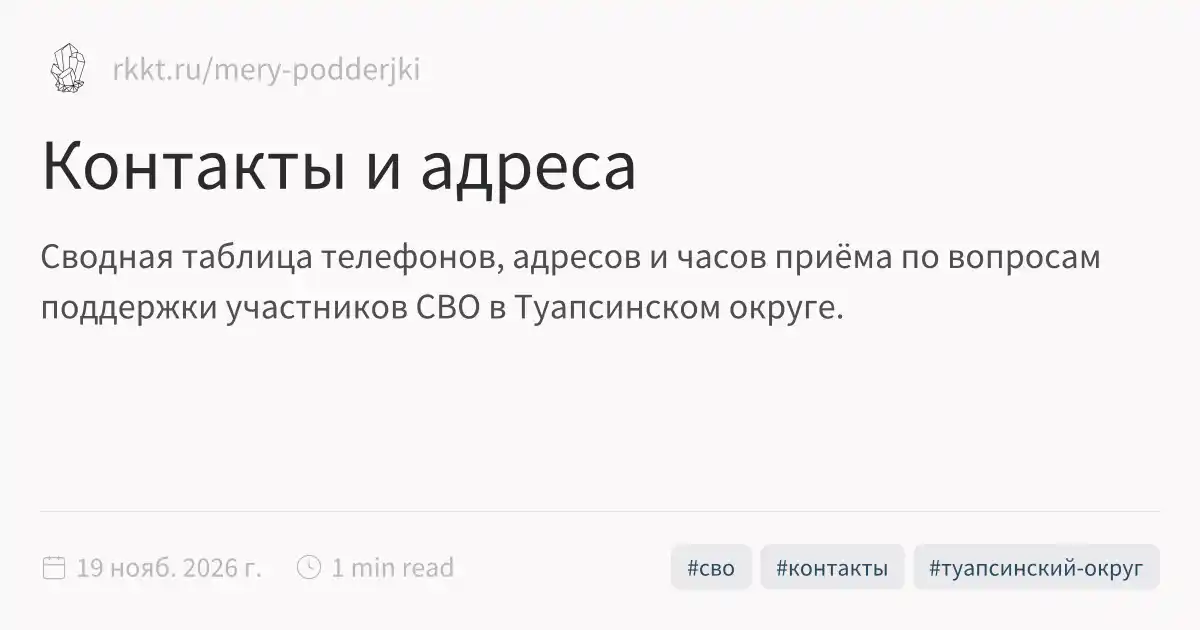 rkkt.ru/mery-podderjki
Контакты и адреса
Сводная таблица телефонов, адресов и часов приёма по вопросам
поддержки участников СВО в Туапсинском округе.
19 нояб. 2026 г. 1 min read #сво #контакты #туапсинский-округ